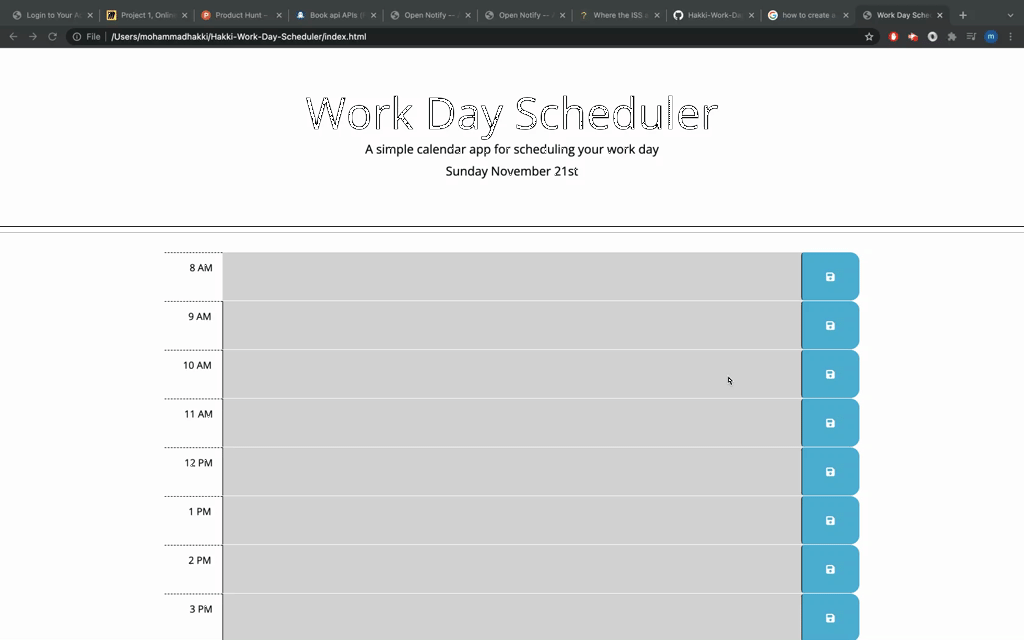 Login to Your A
Project 1, Onlin
Product Hunt –
Book api APIs t
Open Notify -- 
Open Notify --
Where the ISS a
Hakki-Work-Da
how to create a
Work Day Sche
File
/Users/mohammadhakki/Hakki-Work-Day-Scheduler/index.html
m
Work Day Scheduler
A simple calendar app for scheduling your work day
Sunday November 21st
8 AM
9 AM
10 AM
11 AM
12 PM
1 PM
2 PM
3 PM